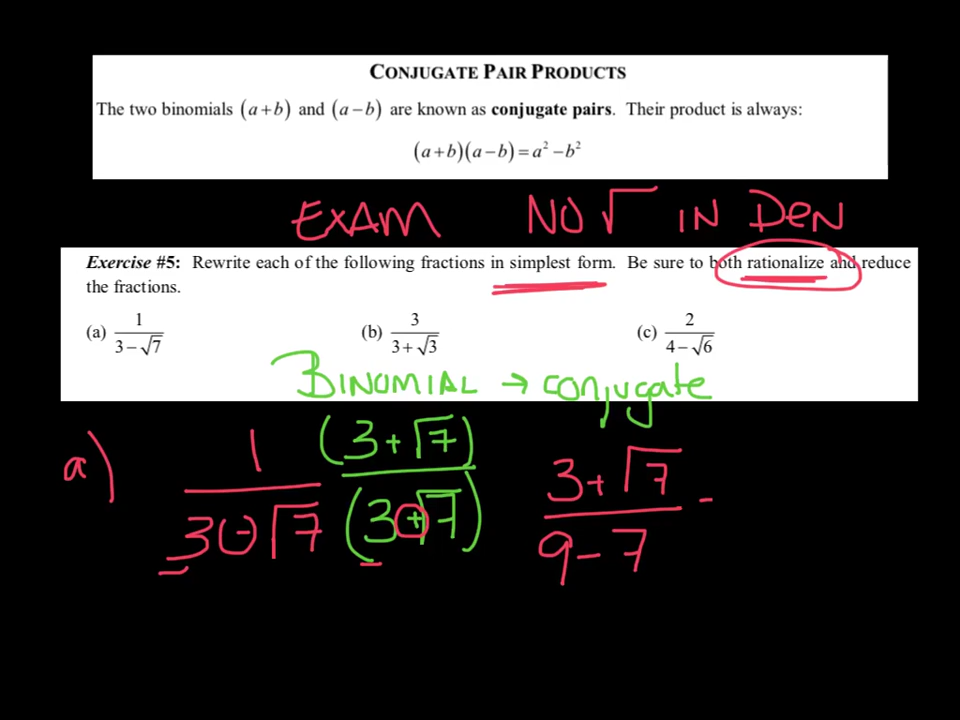 CONJUGATE PAIR PRODUCTS
The two binomials (a+b) and (a−b) are known as conjugate pairs. Their product is always:
(a+b)(a−b)=a²−b²
EXAM NO √ IN DEN
Exercise #5: Rewrite each of the following fractions in simplest form. Be sure to both rationalize and reduce
the fractions.
(a) 1/(3−√7) (b) 3/(3+√3) (c) 2/(4−√6)
BINOMIAL → conjugate
a) 1/(3−√7) (3+√7)/(3+√7) (3+√7)/(9−7) =